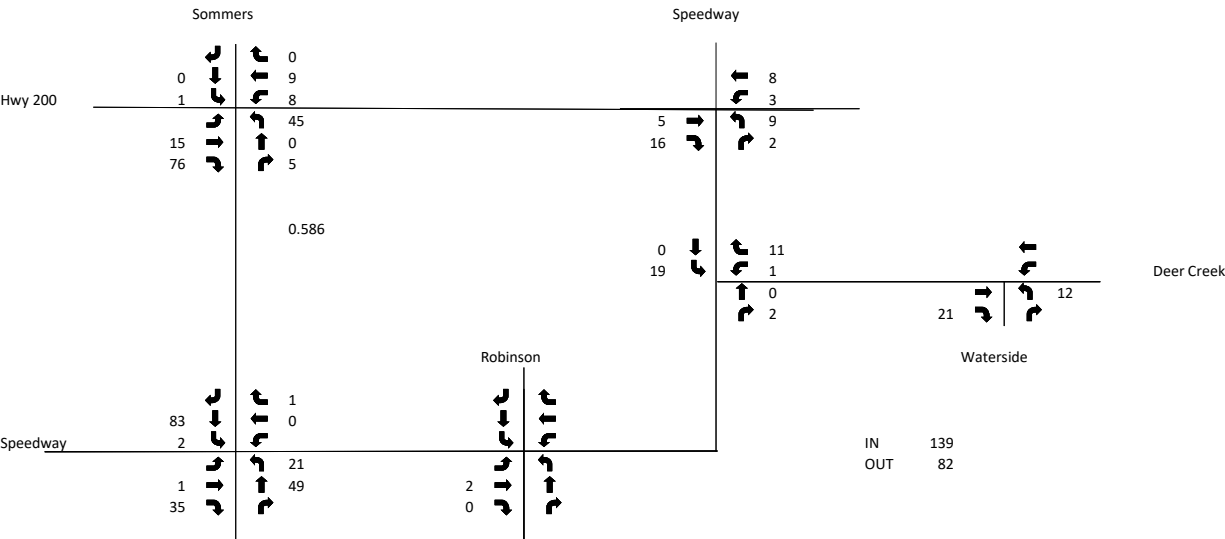 Sommers Speedway
0
0 9 8
Hwy 200 1 8 3
45 5 9
15 0 16 2
76 5
0.586
0 11
19 1 Deer Creek
0 12
2 21
Robinson Waterside
1
83 0
Speedway 2 IN 139
21 OUT 82
1 49 2
35 0